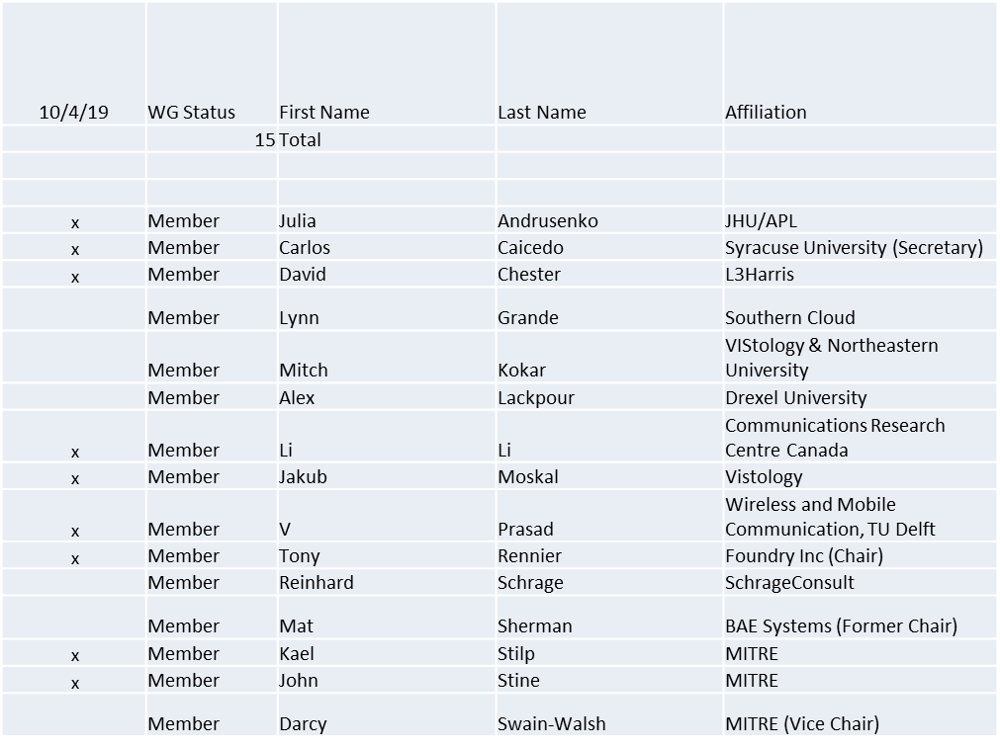 10/4/19 WG Status First Name Last Name Affiliation
15 Total
x Member Julia Andrusenko JHU/APL
x Member Carlos Caicedo Syracuse University (Secretary)
x Member David Chester L3Harris
Member Lynn Grande Southern Cloud
VIStology & Northeastern
Member Mitch Kokar University
Member Alex Lackpour Drexel University
Communications Research
x Member Li Li Centre Canada
x Member Jakub Moskal Vistology
Wireless and Mobile
x Member V Prasad Communication, TU Delft
x Member Tony Rennier Foundry Inc (Chair)
Member Reinhard Schrage SchrageConsult
Member Mat Sherman BAE Systems (Former Chair)
x Member Kael Stilp MITRE
x Member John Stine MITRE
Member Darcy Swain-Walsh MITRE (Vice Chair)